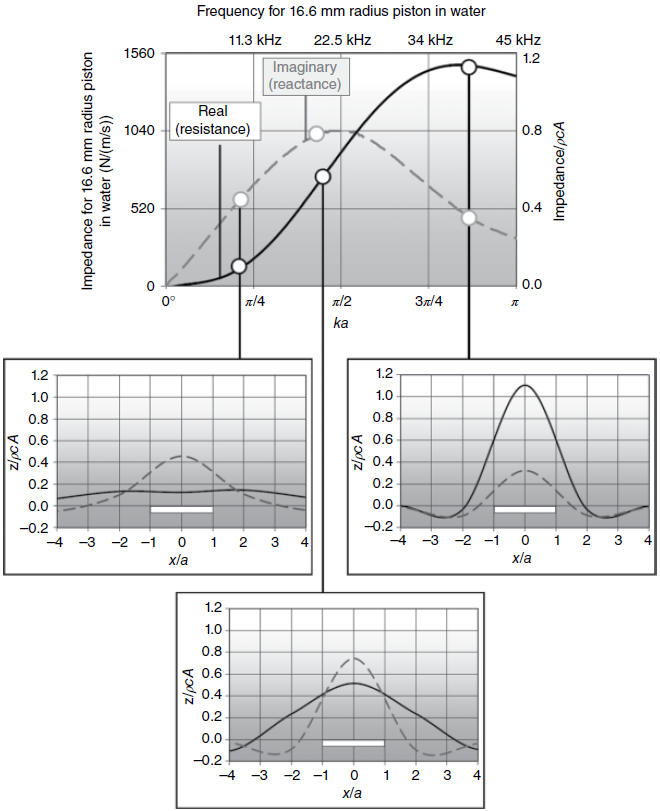 Frequency for 16.6 mm radius piston in water
11.3 kHz 22.5 kHz 34 kHz 45 kHz
Impedance for 16.6 mm radius piston
in water (N/(m/s))
1560
1040
520
0
Imaginary
(reactance)
Real
(resistance)
1.2
0.8
0.4
0.0
Impedance/ρcA
0° π/4 π/2 3π/4 π
ka
z/ρcA
1.2
1.0
0.8
0.6
0.4
0.2
0.0
−0.2
−4 −3 −2 −1 0 1 2 3 4
x/a
z/ρcA
1.2
1.0
0.8
0.6
0.4
0.2
0.0
−0.2
−4 −3 −2 −1 0 1 2 3 4
x/a
z/ρcA
1.2
1.0
0.8
0.6
0.4
0.2
0.0
−0.2
−4 −3 −2 −1 0 1 2 3 4
x/a